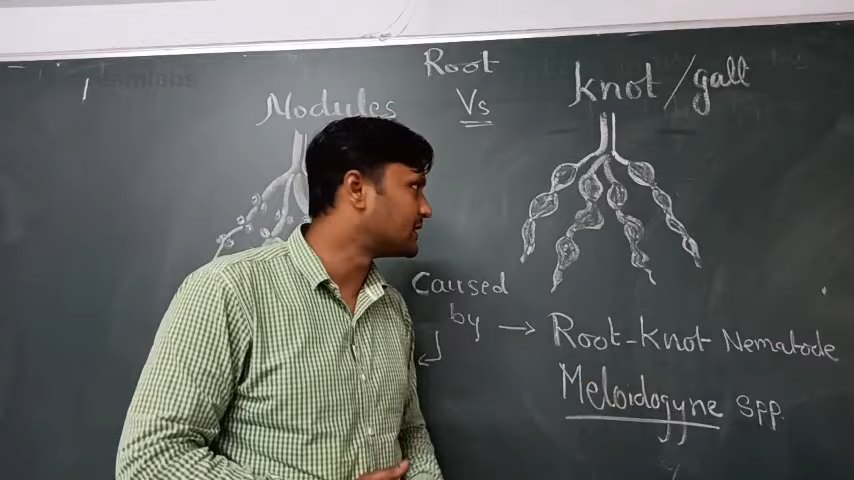 Root
Nodules Vs Knot/gall
Caused
by → Root-Knot Nematode
Meloidogyne spp.